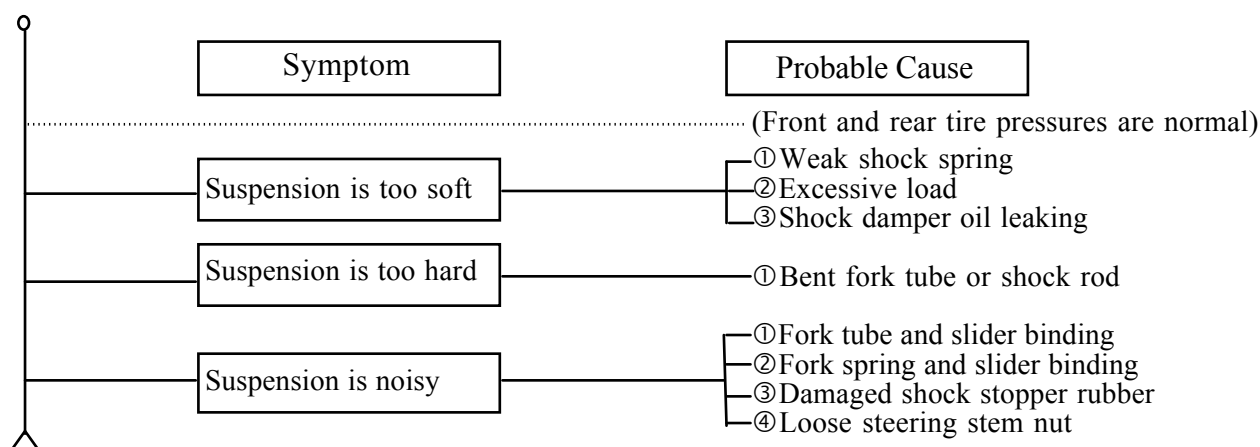 Symptom
Probable Cause
(Front and rear tire pressures are normal)
Suspension is too soft
①Weak shock spring
②Excessive load
③Shock damper oil leaking
Suspension is too hard
①Bent fork tube or shock rod
Suspension is noisy
①Fork tube and slider binding
②Fork spring and slider binding
③Damaged shock stopper rubber
④Loose steering stem nut